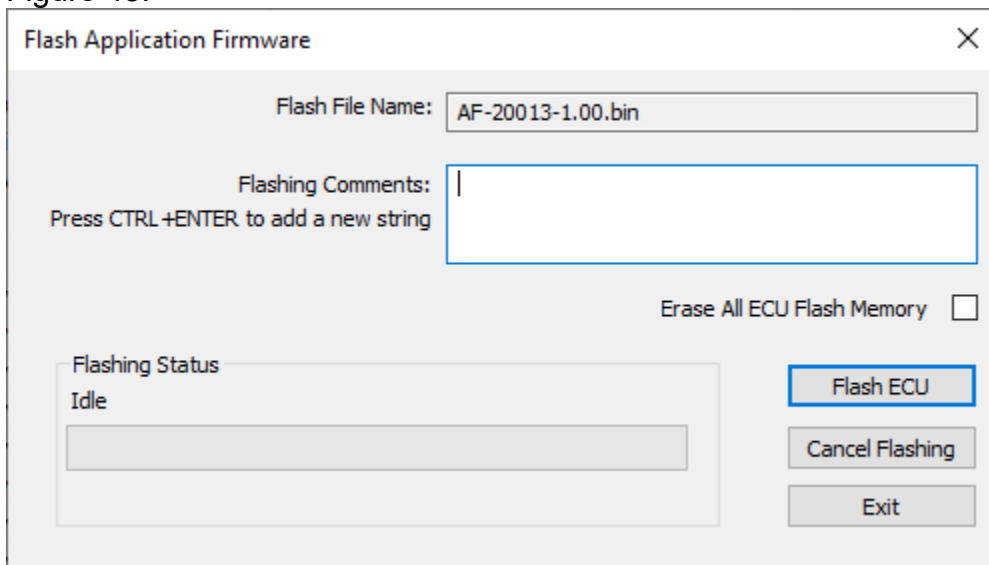 Flash Application Firmware
Flash File Name: AF-20013-1.00.bin
Flashing Comments:
Press CTRL+ENTER to add a new string
Erase All ECU Flash Memory
Flashing Status
Idle
Flash ECU
Cancel Flashing
Exit